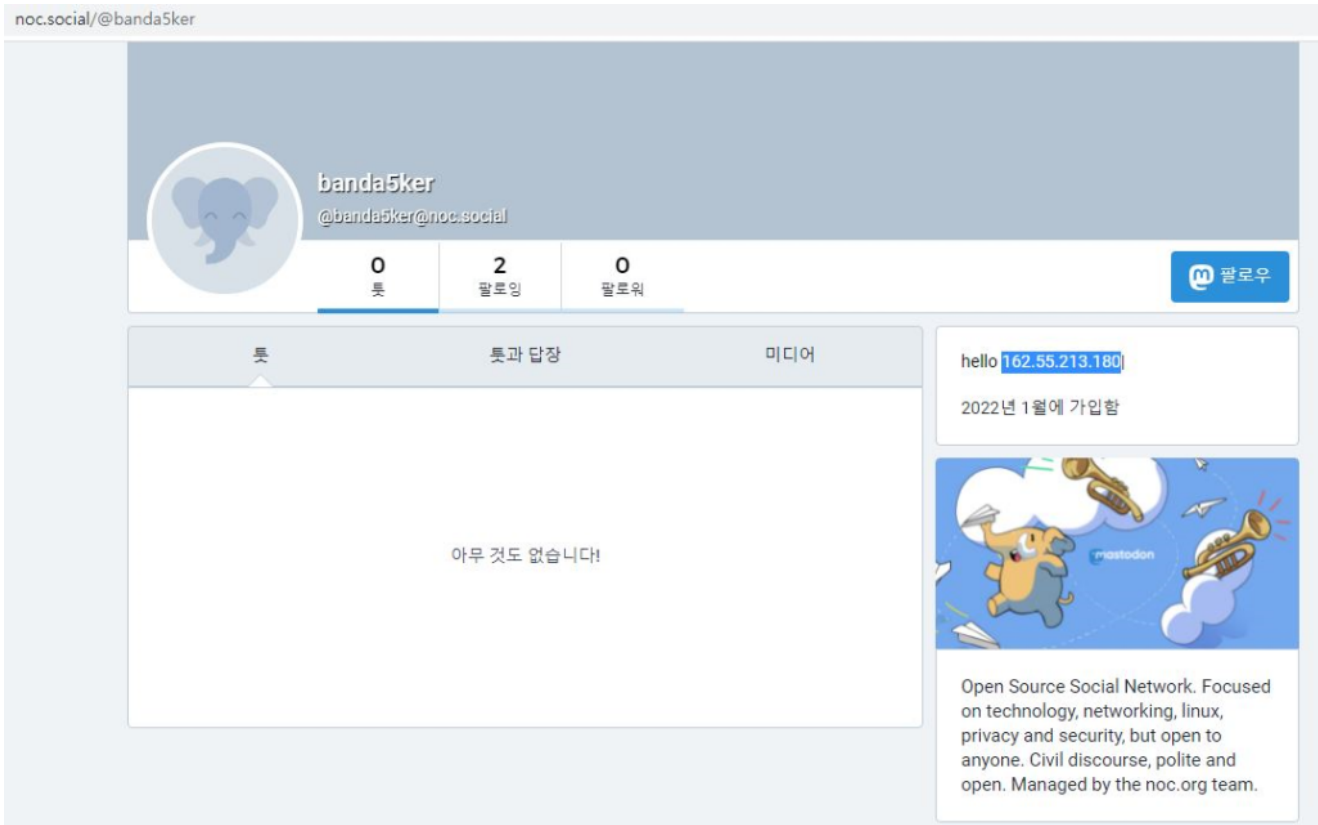 noc.social/@banda5ker
banda5ker
@banda5ker@noc.social
0
툿
2
팔로잉
0
팔로워
팔로우
툿
툿과 답장
미디어
아무 것도 없습니다!
hello 162.55.213.180|
2022년 1월에 가입함
mastodon
Open Source Social Network. Focused
on technology, networking, linux,
privacy and security, but open to
anyone. Civil discourse, polite and
open. Managed by the noc.org team.